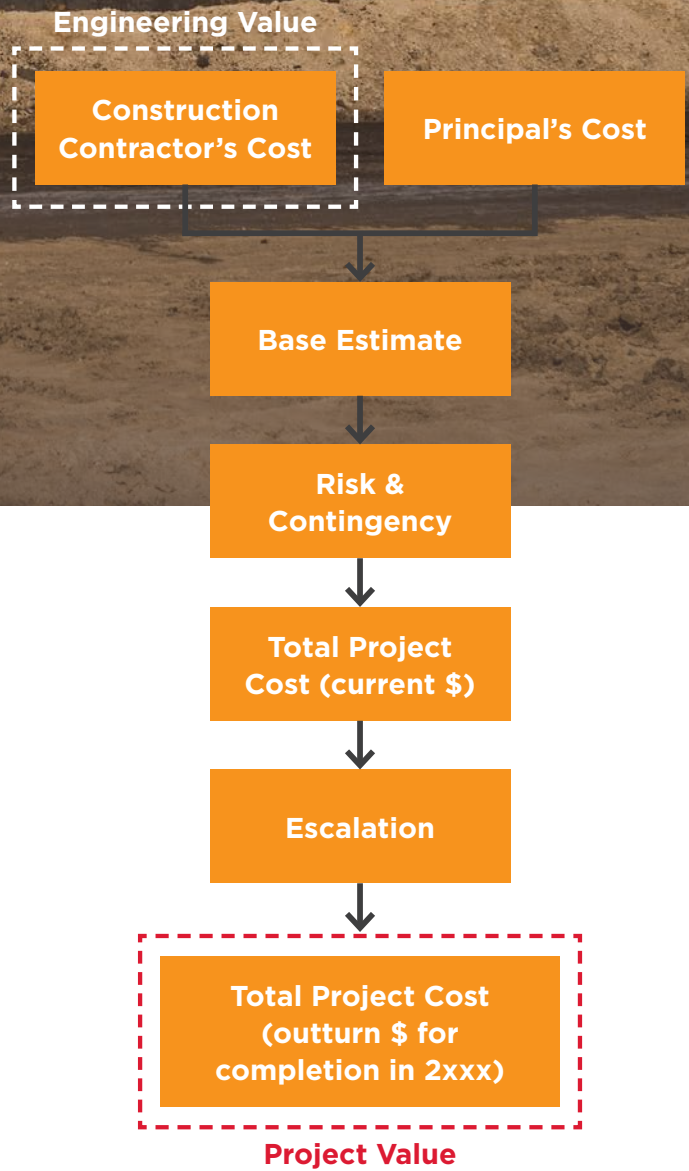 Engineering Value
Construction
Contractor's Cost
Principal's Cost
Base Estimate
Risk &
Contingency
Total Project
Cost (current $)
Escalation
Total Project Cost
(outturn $ for
completion in 2xxx)
Project Value